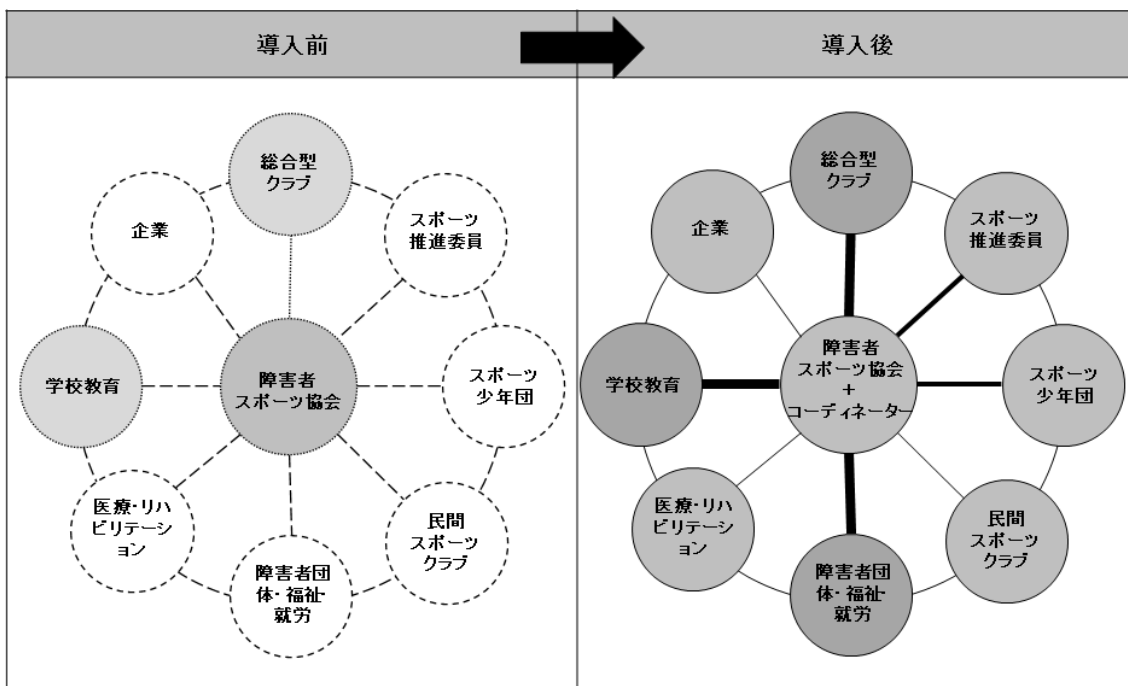 導入前
導入後
総合型
クラブ
スポーツ
推進委員
企業
学校教育
障害者
スポーツ協会
スポーツ
少年団
医療・リハ
ビリテーシ
ョン
障害者団
体・福祉・
就労
民間
スポーツ
クラブ
総合型
クラブ
スポーツ
推進委員
企業
学校教育
障害者
スポーツ協会
+
コーディネーター
スポーツ
少年団
医療・リハ
ビリテーシ
ョン
障害者団
体・福祉・
就労
民間
スポーツ
クラブ